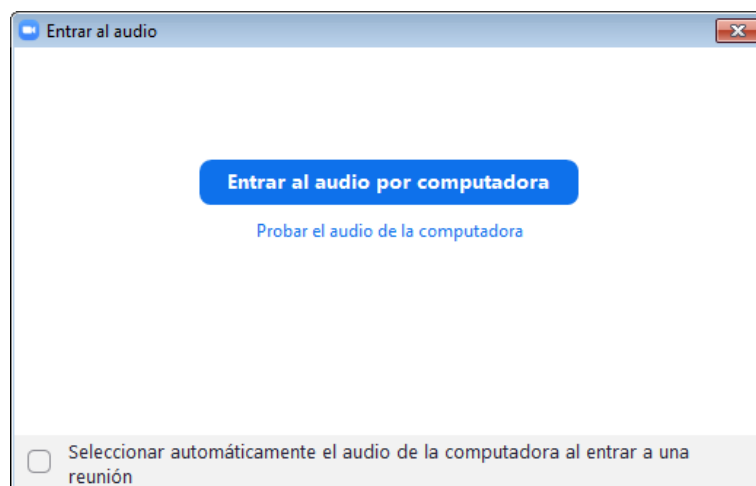 Entrar al audio
Entrar al audio por computadora
Probar el audio de la computadora
Seleccionar automáticamente el audio de la computadora al entrar a una
reunión